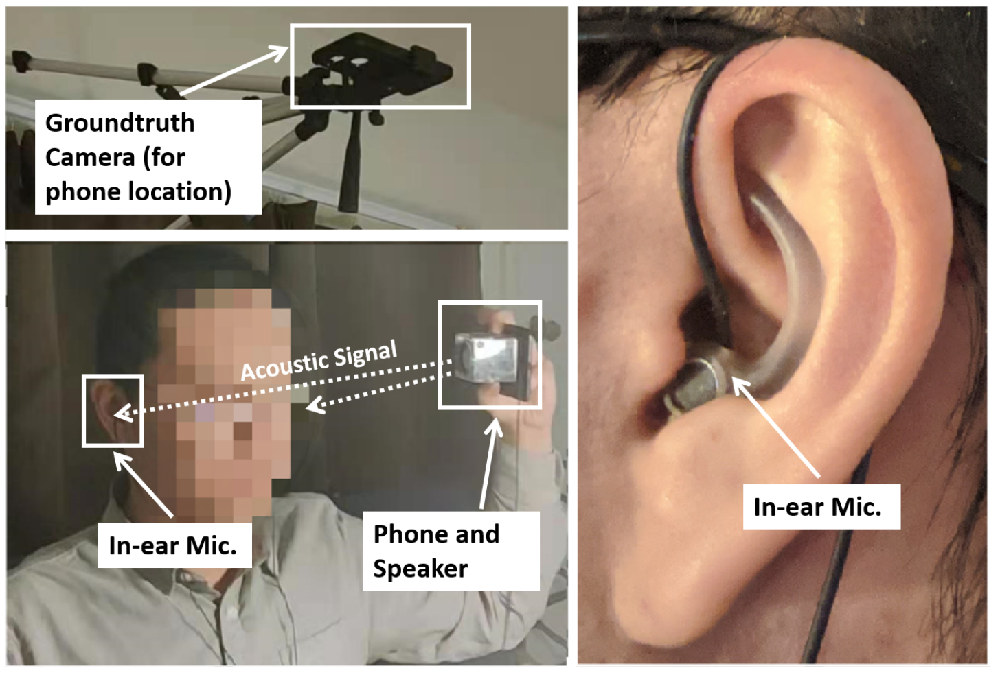 Groundtruth
Camera (for
phone location)
Acoustic Signal
In-ear Mic.
Phone and
Speaker
In-ear Mic.